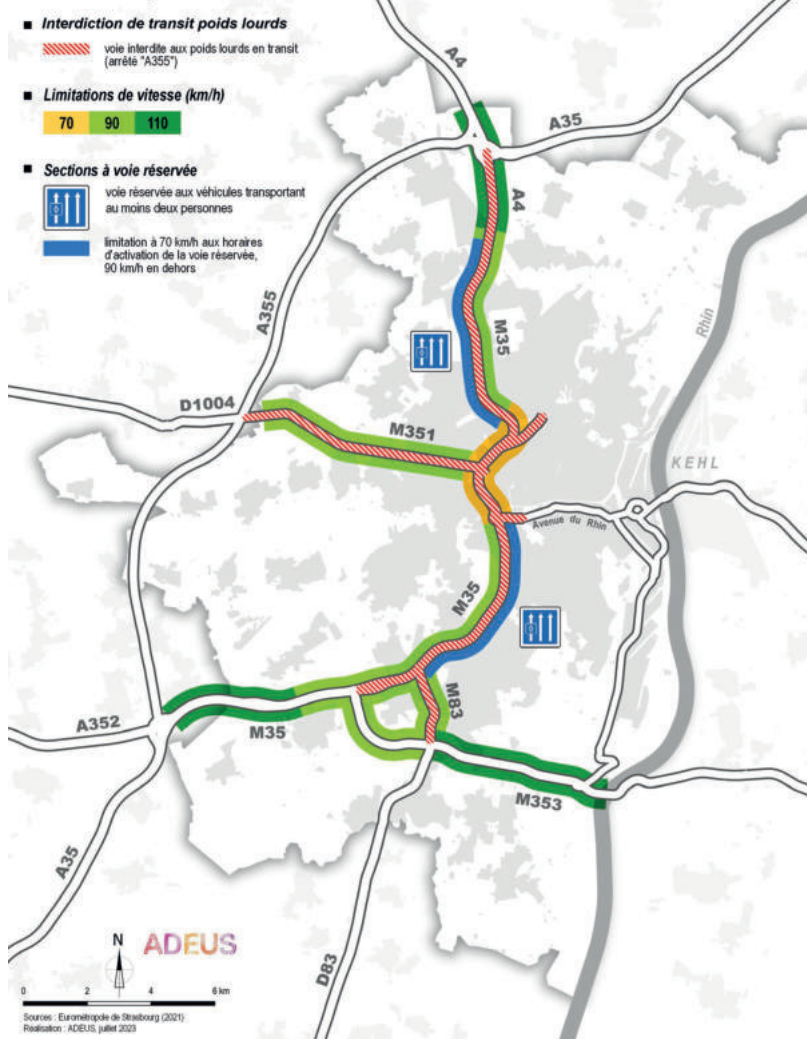 Interdiction de transit poids lourds
voie interdite aux poids lourds en transit
(arrêté "A355")
Limitations de vitesse (km/h)
70 90 110
Sections à voie réservée
voie réservée aux véhicules transportant
au moins deux personnes
limitation à 70 km/h aux horaires
d'activation de la voie réservée,
90 km/h en dehors
A4
A35
A4
A355
M35
Rhin
D1004
M351
KEHL
Avenue du Rhin
M35
M83
A352
M35
M353
A35
D83
N
ADEUS
0 2 4 6 km
Sources : Eurométropole de Strasbourg (2021)
Réalisation : ADEUS, juillet 2023